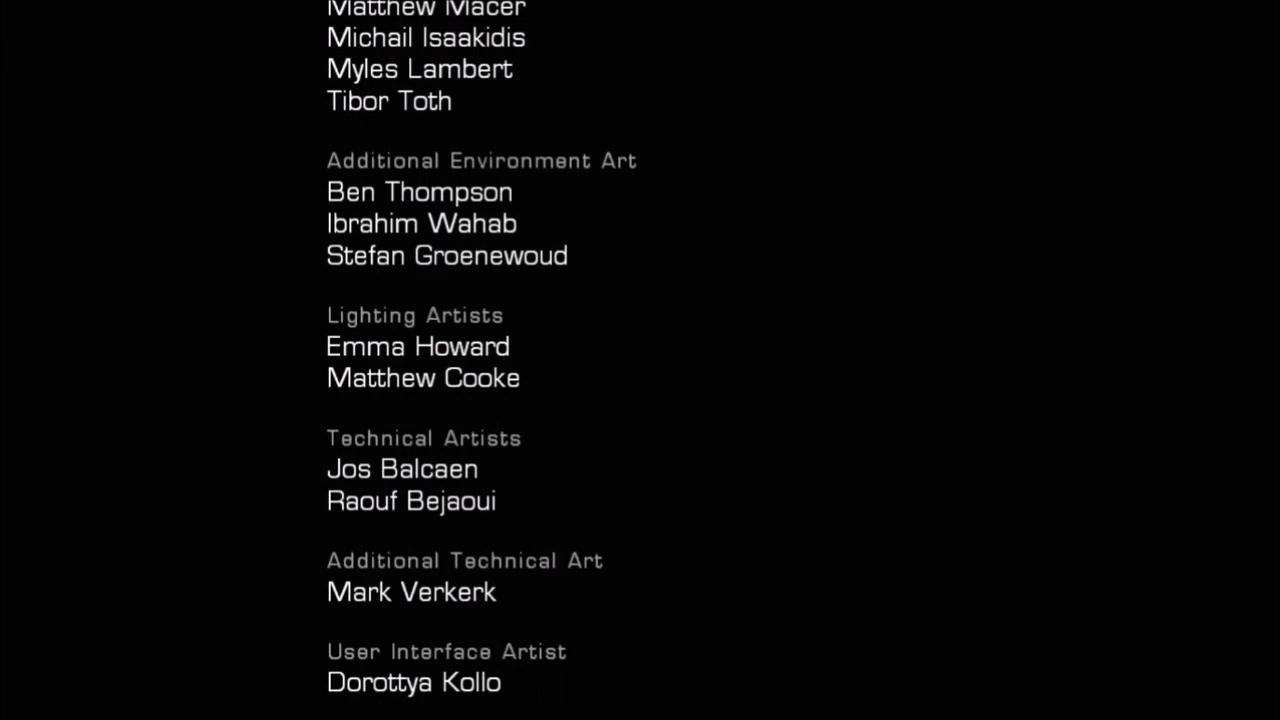 Matthew Macer
Michail Isaakidis
Myles Lambert
Tibor Toth
Additional Environment Art
Ben Thompson
Ibrahim Wahab
Stefan Groenewoud
Lighting Artists
Emma Howard
Matthew Cooke
Technical Artists
Jos Balcaen
Raouf Bejaoui
Additional Technical Art
Mark Verkerk
User Interface Artist
Dorottya Kollo